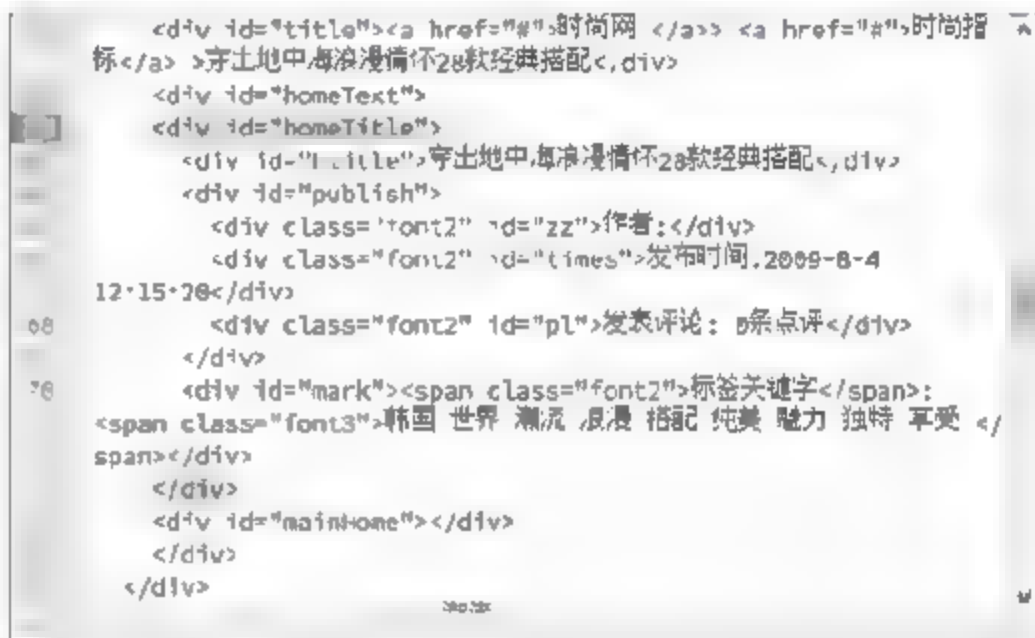 <div id="title"><a href="#">时尚网 </a>> <a href="#">时尚指
标</a> >穿土地中海浪漫情怀28款经典搭配</div>
<div id="homeText">
<div id="homeTitle">
<div id="title">穿土地中海浪漫情怀28款经典搭配</div>
<div id="publish">
<div class="font2" id="zz">作者:</div>
<div class="font2" id="times">发布时间.2009-8-4
12:15:20</div>
68 <div class="font2" id="pl">发表评论: 0条点评</div>
</div>
70 <div id="mark"><span class="font2">标签关键字</span>:
<span class="font3">韩国 世界 潮流 浪漫 搭配 纯美 魅力 独特 享受 </
span></div>
</div>
<div id="mainHome"></div>
</div>
</div>